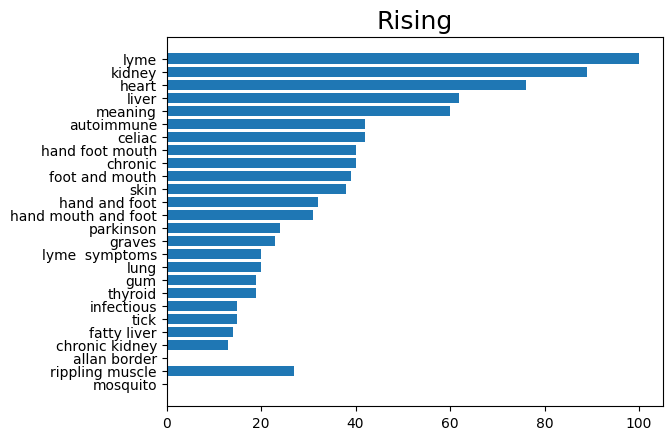 Rising
lyme
kidney
heart
liver
meaning
autoimmune
celiac
hand foot mouth
chronic
foot and mouth
skin
hand and foot
hand mouth and foot
parkinson
graves
lyme  symptoms
lung
gum
thyroid
infectious
tick
fatty liver
chronic kidney
allan border
rippling muscle
mosquito
0 20 40 60 80 100